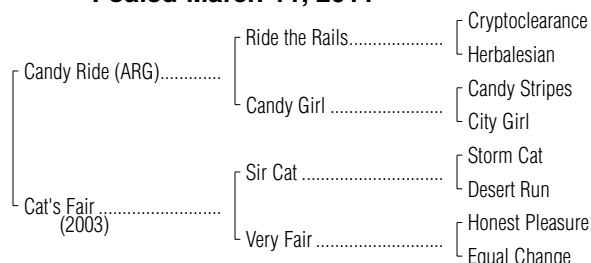 Foaled March 11, 2011
Cryptoclearance
Ride the Rails....................
Herbalesian
Candy Ride (ARG).............
Candy Stripes
Candy Girl ........................
City Girl
Storm Cat
Sir Cat ..............................
Desert Run
Cat's Fair ..........................
(2003)
Honest Pleasure
Very Fair ...........................
Equal Change